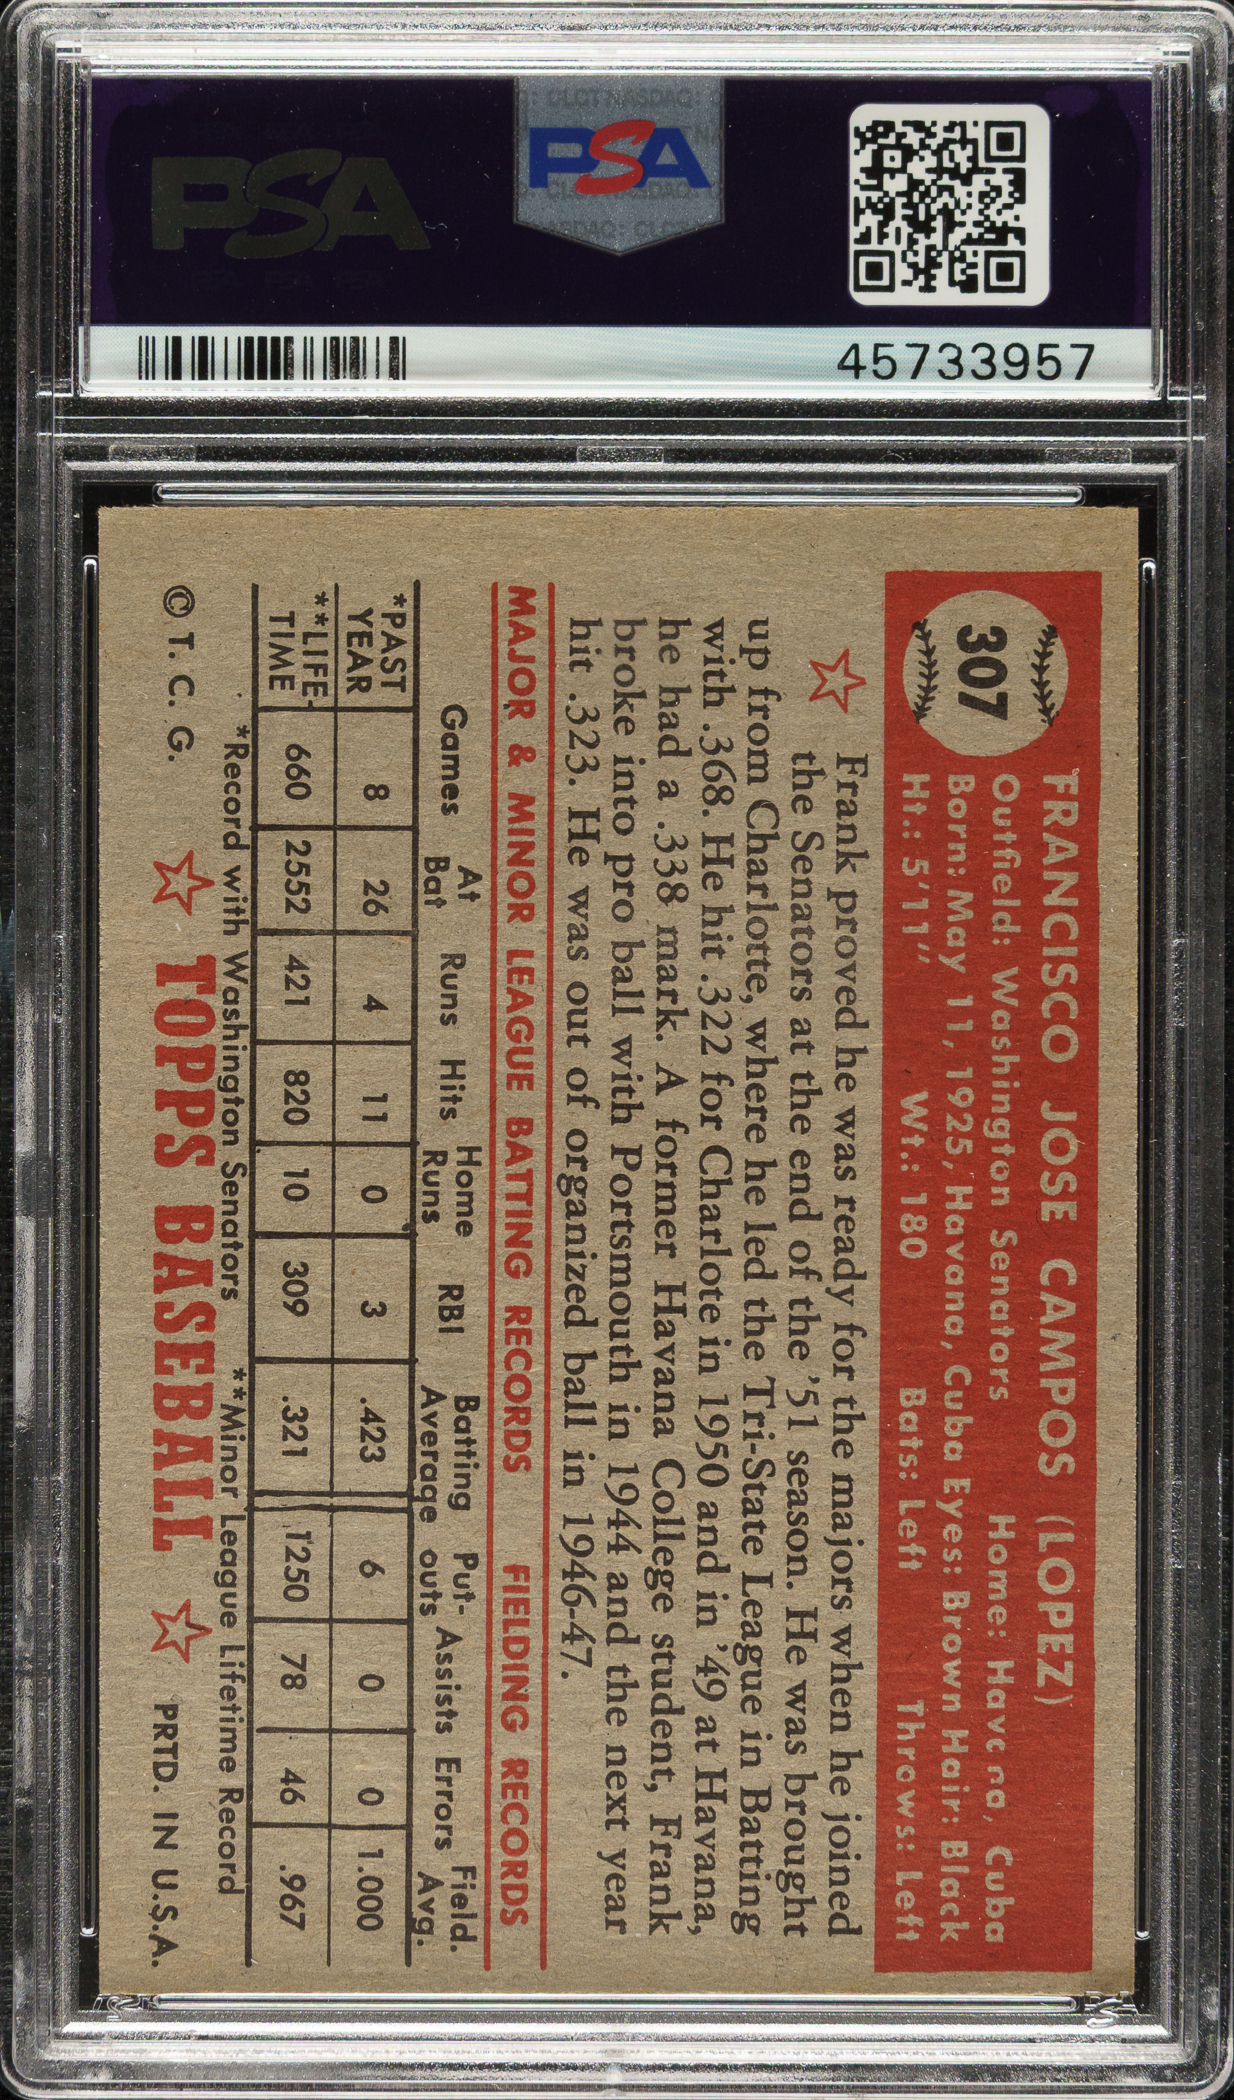 PSA
PSA
CLCT NASDAQ:
45733957
307
FRANCISCO JOSE CAMPOS (LOPEZ)
Outfield: Washington Senators Home: Havana, Cuba
Born: May 11, 1925, Havana, Cuba Eyes: Brown Hair: Black
Ht.: 5'11" Wt.: 180 Bats: Left Throws: Left
Frank proved he was ready for the majors when he joined
the Senators at the end of the '51 season. He was brought
up from Charlotte, where he led the Tri-State League in Batting
with .368. He hit .322 for Charlotte in 1950 and in '49 at Havana,
he had a .338 mark. A former Havana College student, Frank
broke into pro ball with Portsmouth in 1944 and the next year
hit .323. He was out of organized ball in 1946-47.
MAJOR & MINOR LEAGUE BATTING RECORDS FIELDING RECORDS
Games At Bat Runs Hits Home Runs RBI Batting Average Put-outs Assists Errors Field. Avg.
*PAST YEAR 8 26 4 11 0 3 .423 6 0 0 1.000
**LIFE-TIME 660 2552 421 820 10 309 .321 1'250 78 46 .967
*Record with Washington Senators **Minor League Lifetime Record
© T. C. G. TOPPS BASEBALL PRTD. IN U.S.A.